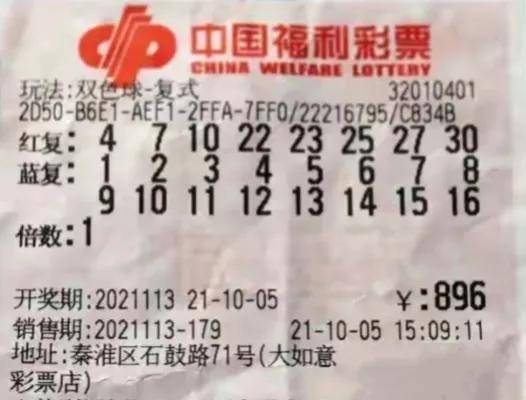 中国福利彩票
CHINA WELFARE LOTTERY
玩法:双色球-复式 32010401
2D50-B6E1-AEF1-2FFA-7FF0/22216795/C834B
红复: 4 7 10 22 23 25 27 30
蓝复: 1 2 3 4 5 6 7 8
9 10 11 12 13 14 15 16
倍数:1
开奖期:2021113 21-10-05 ￥:896
销售期:2021113-179 21-10-05 15:09:11
地址:秦淮区石鼓路71号(大如意
彩票店)